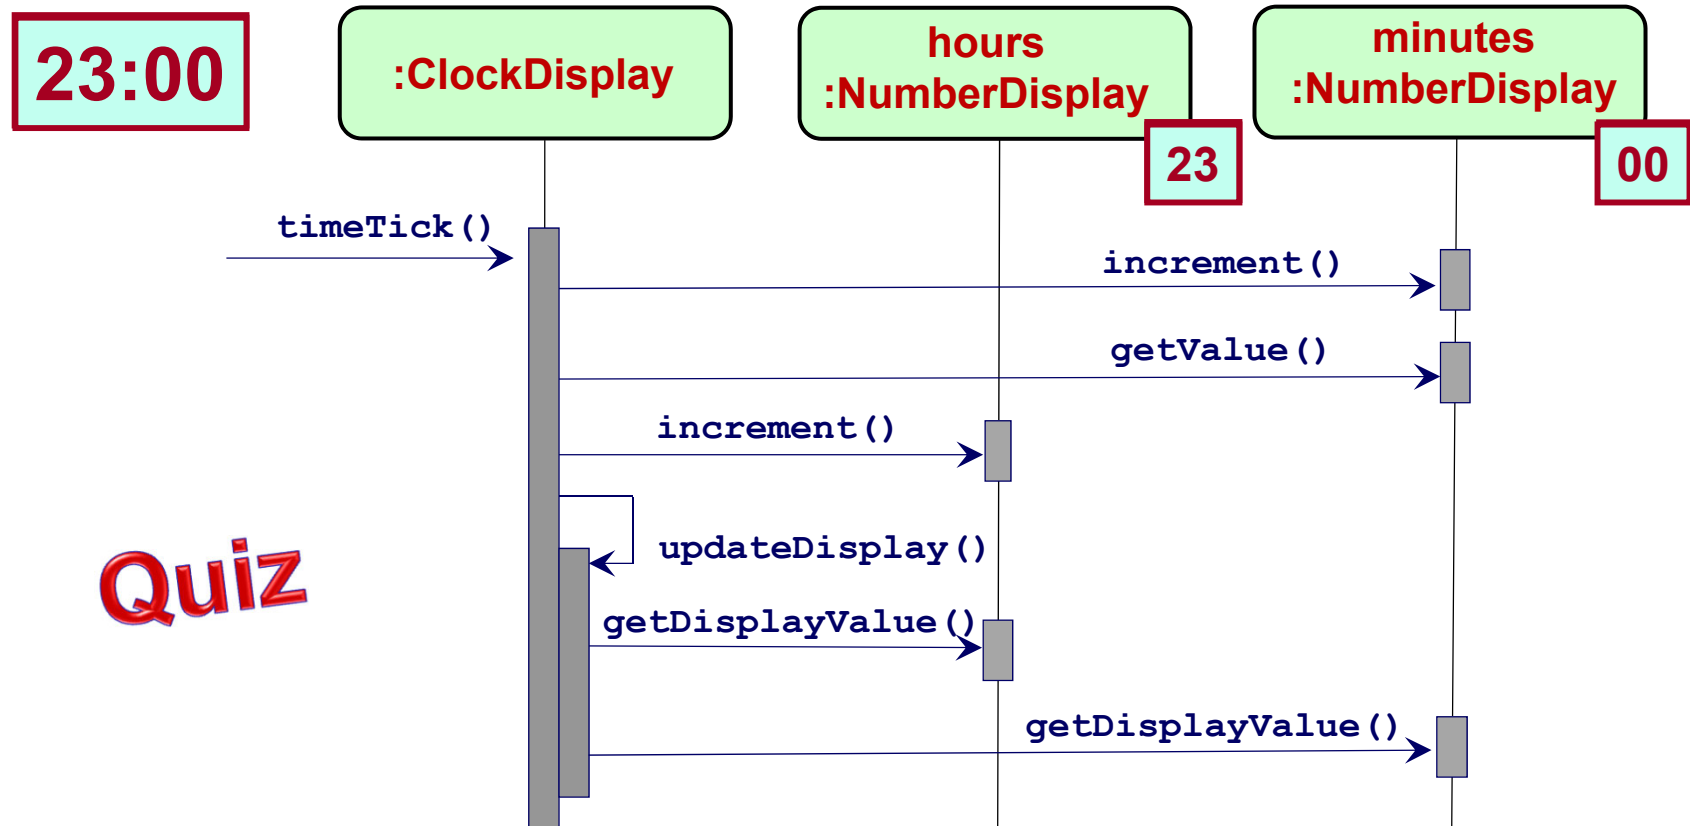 23:00
:ClockDisplay
hours
:NumberDisplay
23
minutes
:NumberDisplay
00
timeTick()
increment()
getValue()
increment()
updateDisplay()
Quiz
getDisplayValue()
getDisplayValue()